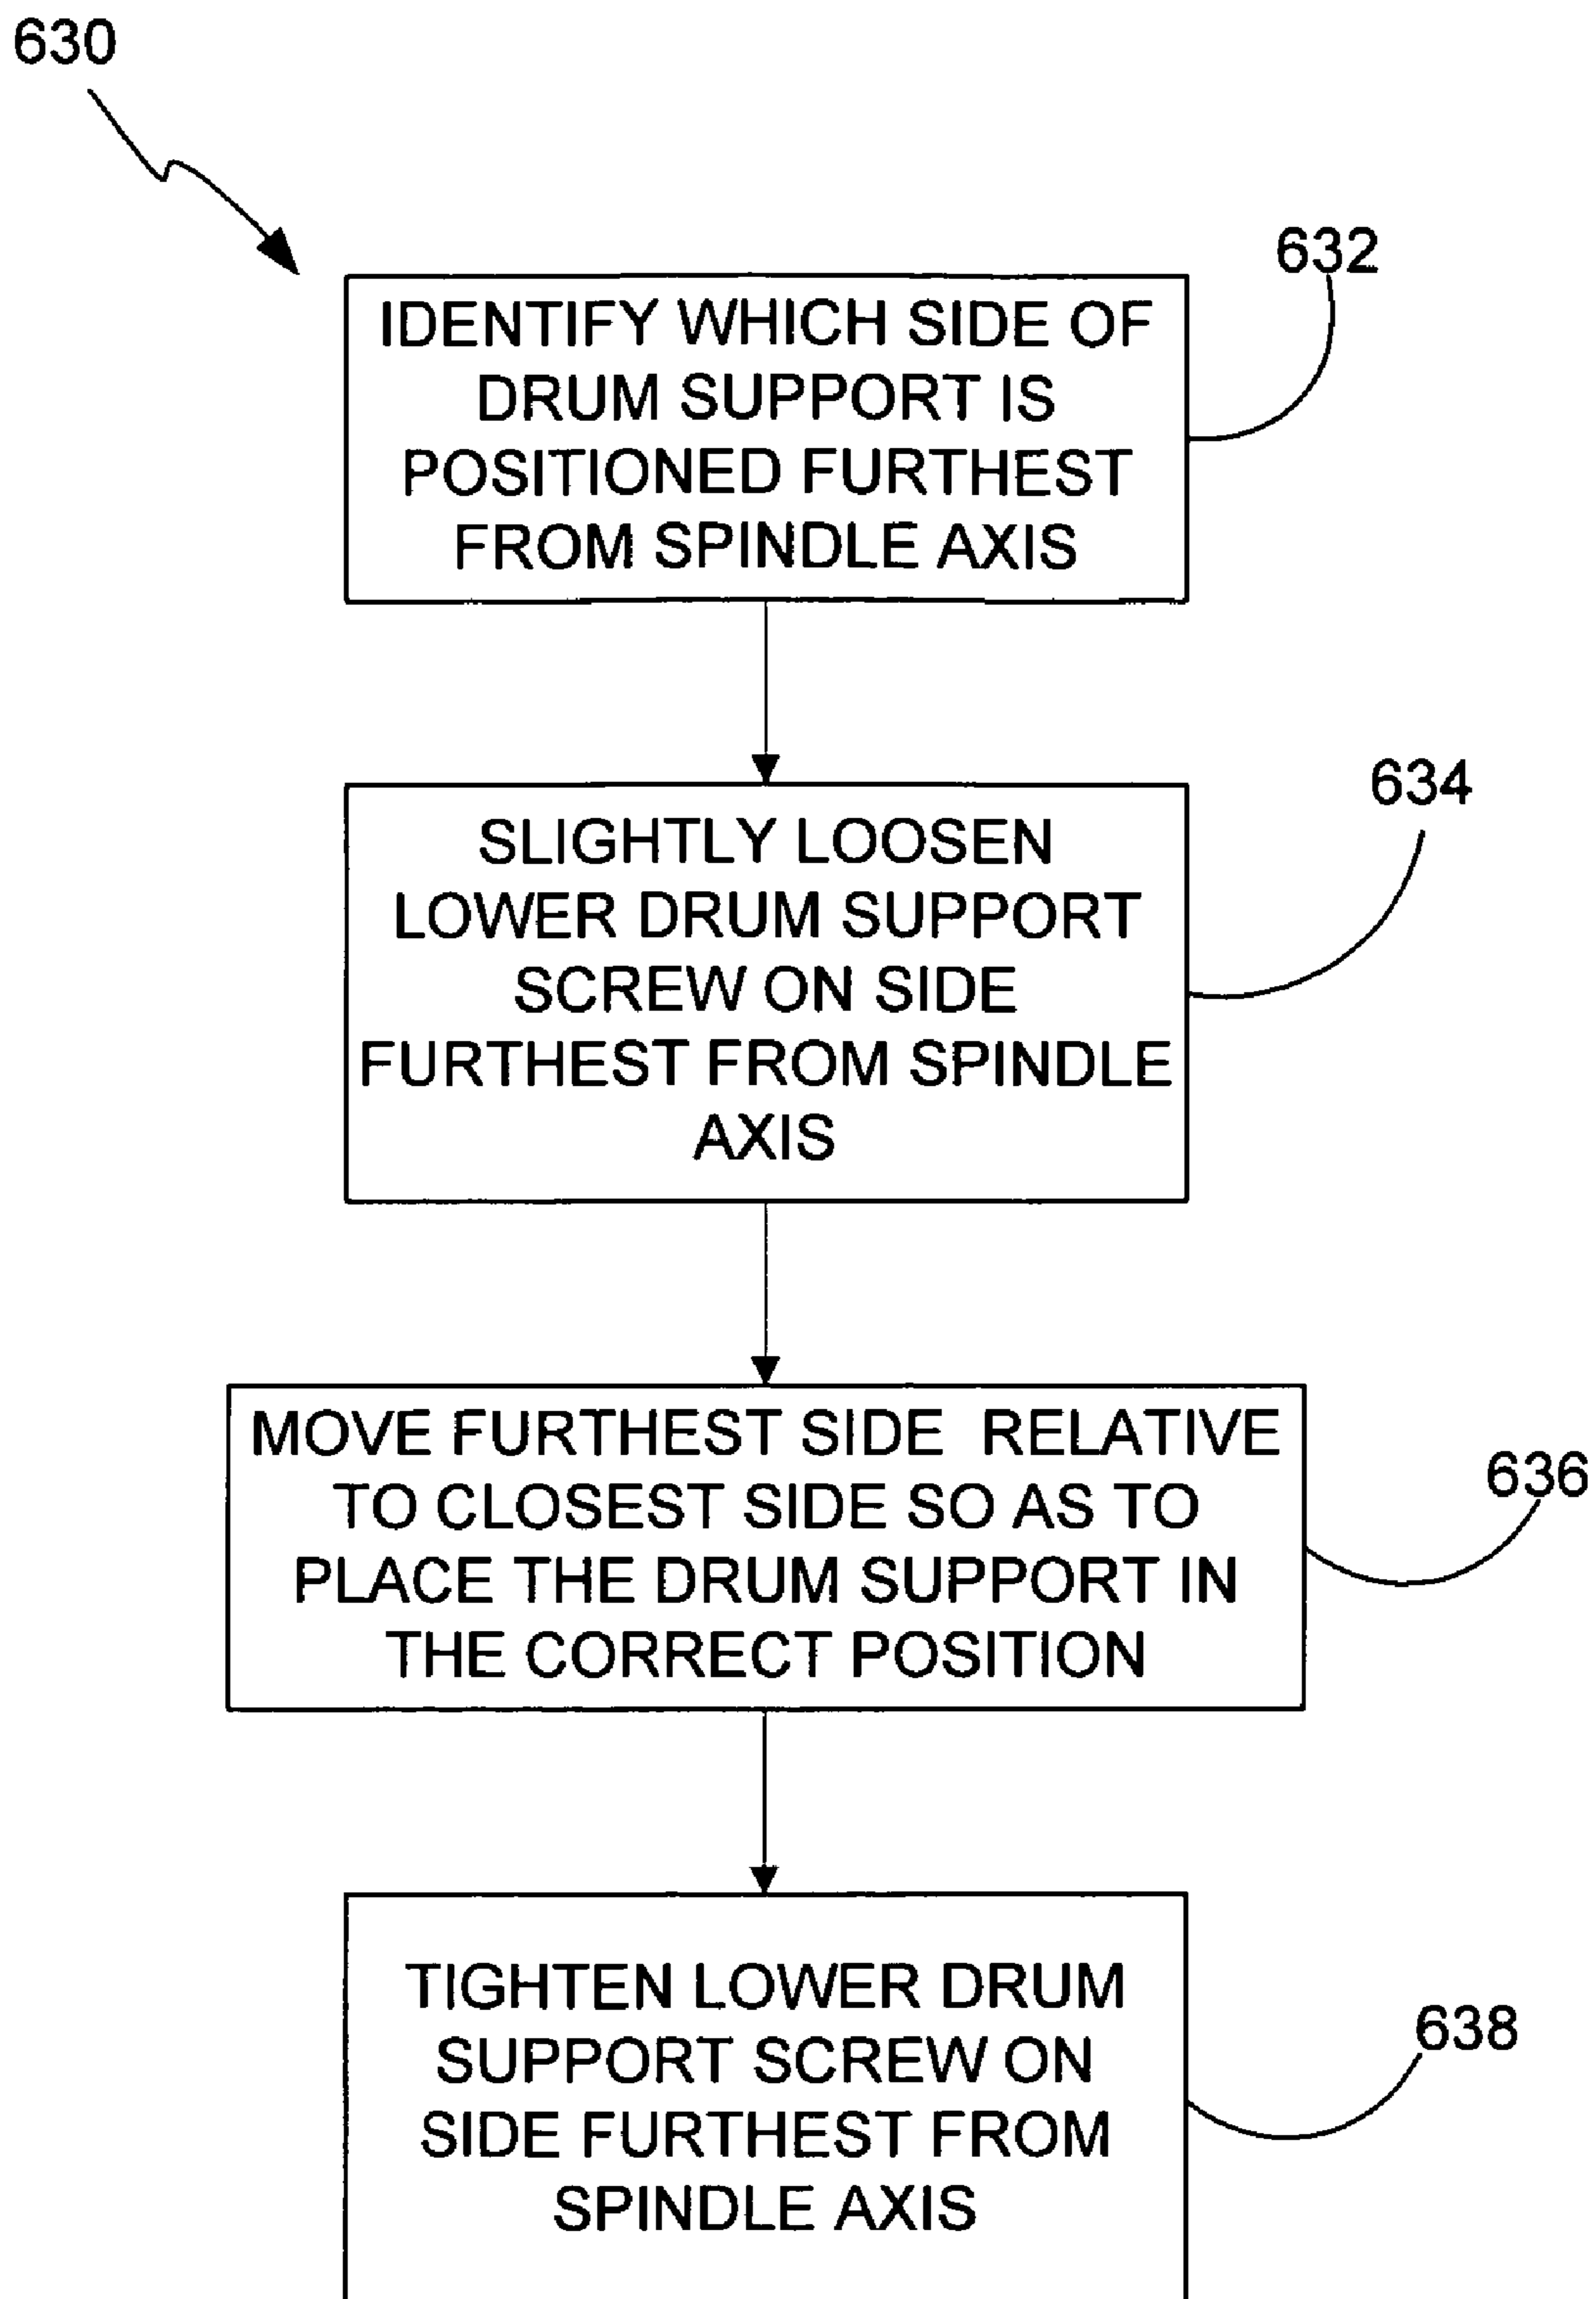 630
632
IDENTIFY WHICH SIDE OF
DRUM SUPPORT IS
POSITIONED FURTHEST
FROM SPINDLE AXIS
634
SLIGHTLY LOOSEN
LOWER DRUM SUPPORT
SCREW ON SIDE
FURTHEST FROM SPINDLE
AXIS
MOVE FURTHEST SIDE RELATIVE
TO CLOSEST SIDE SO AS TO
PLACE THE DRUM SUPPORT IN
THE CORRECT POSITION
636
TIGHTEN LOWER DRUM
SUPPORT SCREW ON
SIDE FURTHEST FROM
SPINDLE AXIS
638